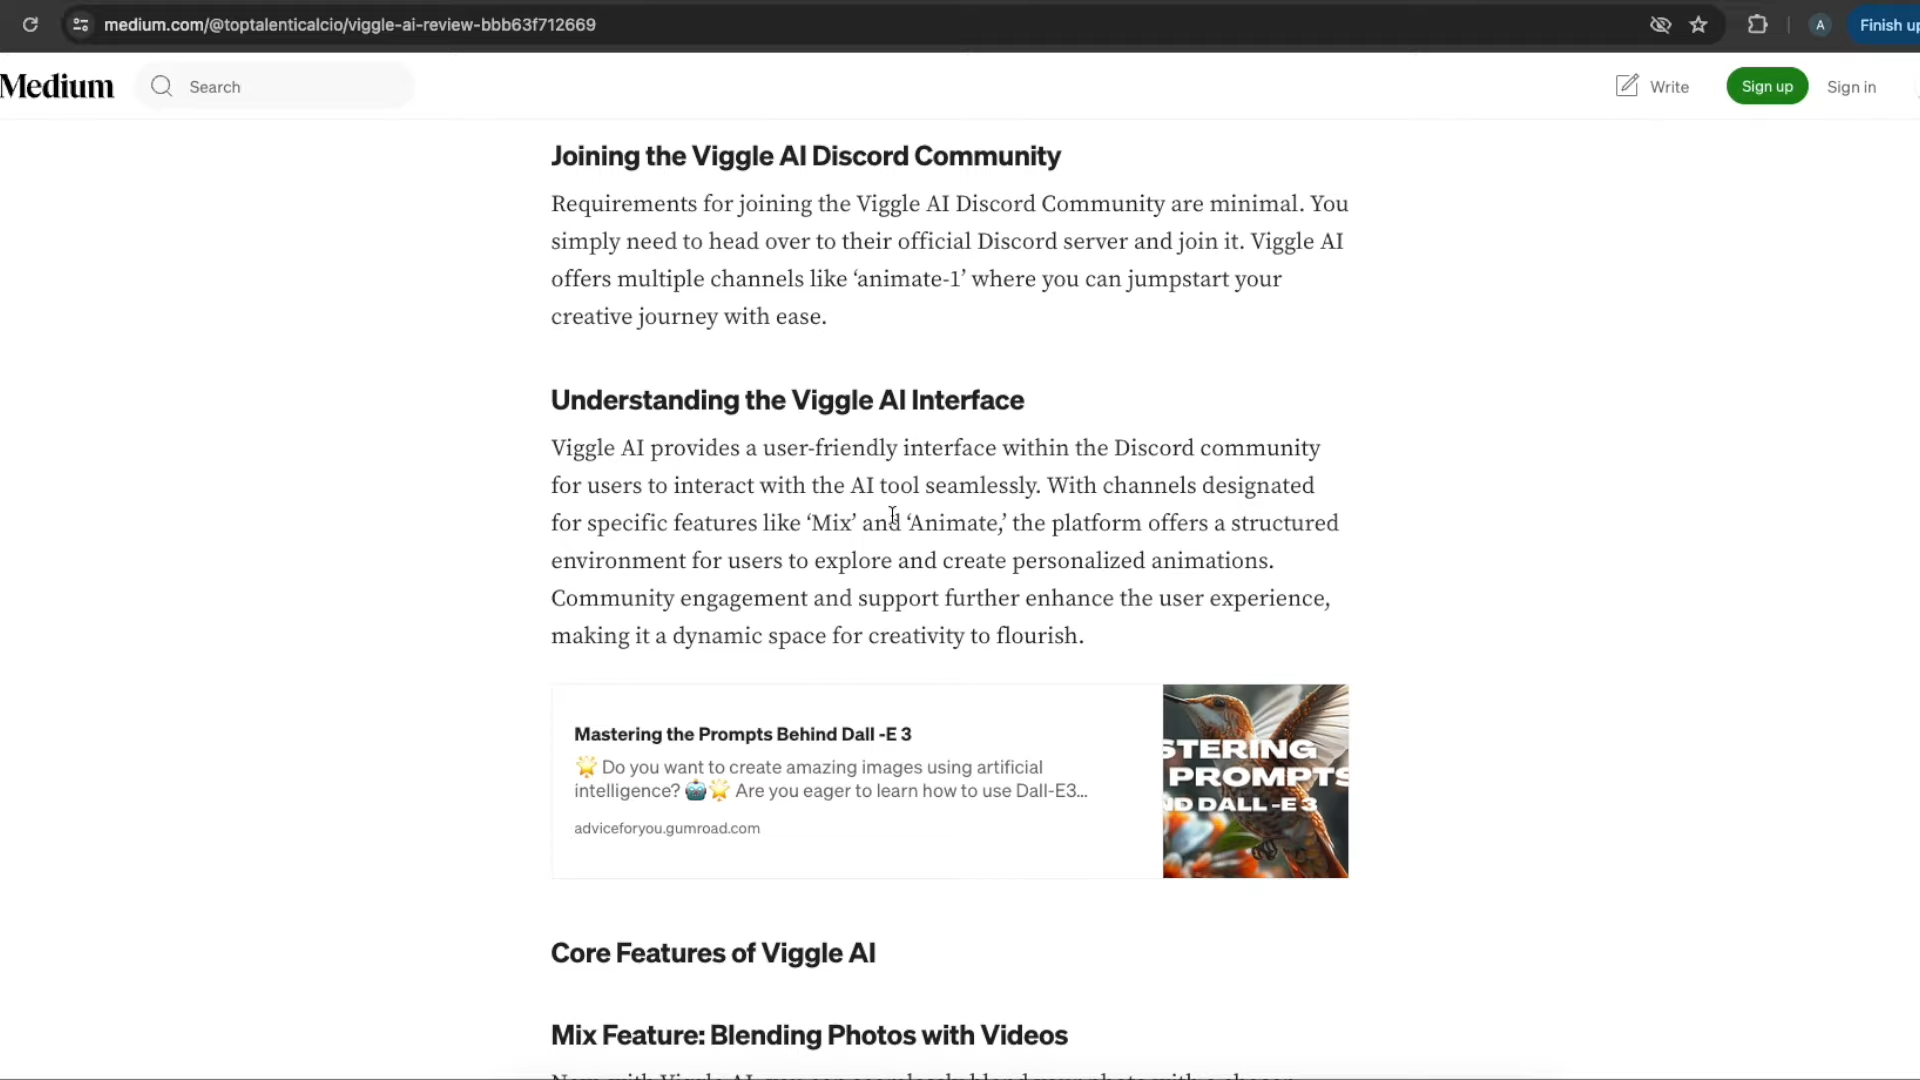 medium.com/@toptalenticalcio/viggle-ai-review-bbb63f712669
A
Finish up
Medium
Search
Write
Sign up
Sign in
Joining the Viggle AI Discord Community
Requirements for joining the Viggle AI Discord Community are minimal. You
simply need to head over to their official Discord server and join it. Viggle AI
offers multiple channels like ‘animate-1’ where you can jumpstart your
creative journey with ease.
Understanding the Viggle AI Interface
Viggle AI provides a user-friendly interface within the Discord community
for users to interact with the AI tool seamlessly. With channels designated
for specific features like ‘Mix’ and ‘Animate,’ the platform offers a structured
environment for users to explore and create personalized animations.
Community engagement and support further enhance the user experience,
making it a dynamic space for creativity to flourish.
Mastering the Prompts Behind Dall -E 3
🌟 Do you want to create amazing images using artificial
intelligence? 🤖🌟 Are you eager to learn how to use Dall-E3...
adviceforyou.gumroad.com
STERING
PROMPTS
ND DALL -E 3
Core Features of Viggle AI
Mix Feature: Blending Photos with Videos